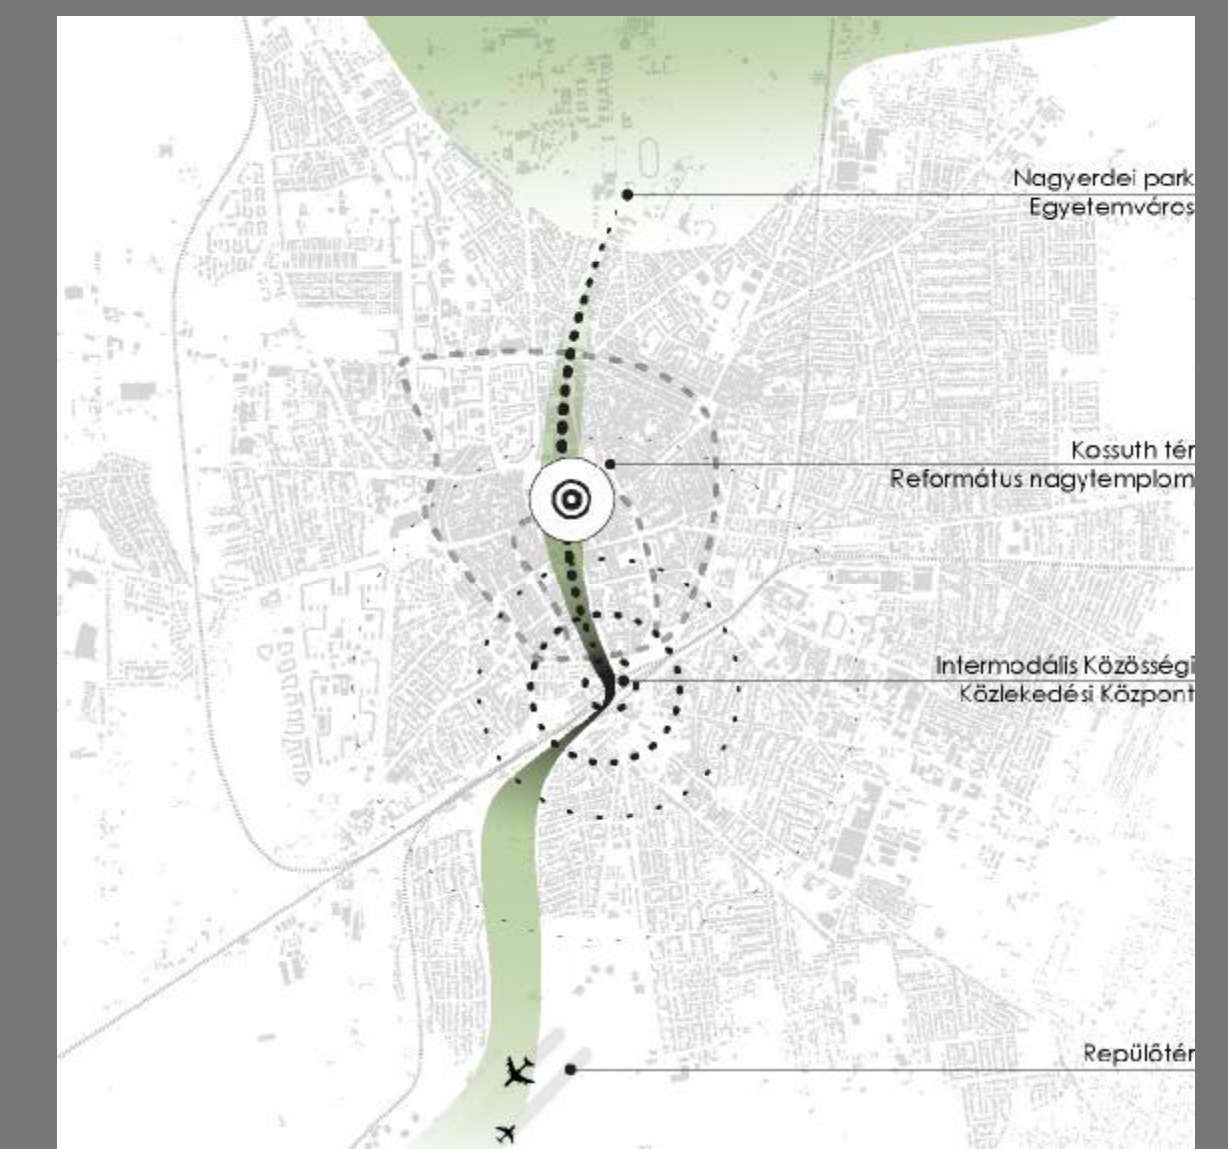 Nagyerdei park
Egyetemváros
Kossuth tér
Református nagytemplom
Intermodális Közösségi
Közlekedési Központ
Repülőtér